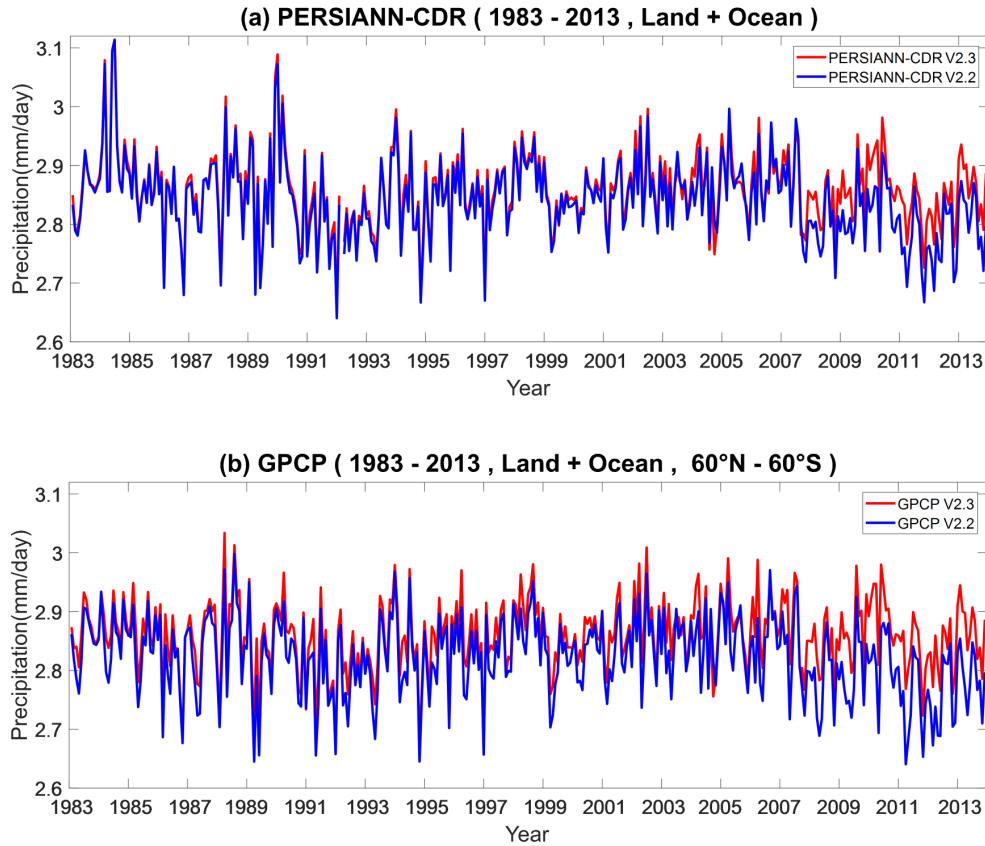 (a) PERSIANN-CDR ( 1983 - 2013 , Land + Ocean )
3.1
3
2.9
2.8
2.7
2.6
Precipitation(mm/day)
PERSIANN-CDR V2.3
PERSIANN-CDR V2.2
1983 1985 1987 1989 1991 1993 1995 1997 1999 2001 2003 2005 2007 2009 2011 2013
Year
(b) GPCP ( 1983 - 2013 , Land + Ocean , 60°N - 60°S )
3.1
3
2.9
2.8
2.7
2.6
Precipitation(mm/day)
GPCP V2.3
GPCP V2.2
1983 1985 1987 1989 1991 1993 1995 1997 1999 2001 2003 2005 2007 2009 2011 2013
Year